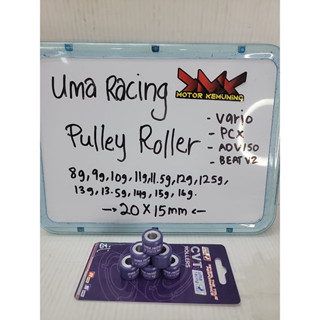 Uma Racing
MOTOR KEMUNING
Pulley Roller
- Vario
- PCX
- ADV150
- BEAT V2
8g, 9g, 10g, 11g, 11.5g, 12g, 12.5g,
13g, 13.5g, 14g, 15g, 16g.
→ 20 x 15mm ←
CVT
ROLLERS